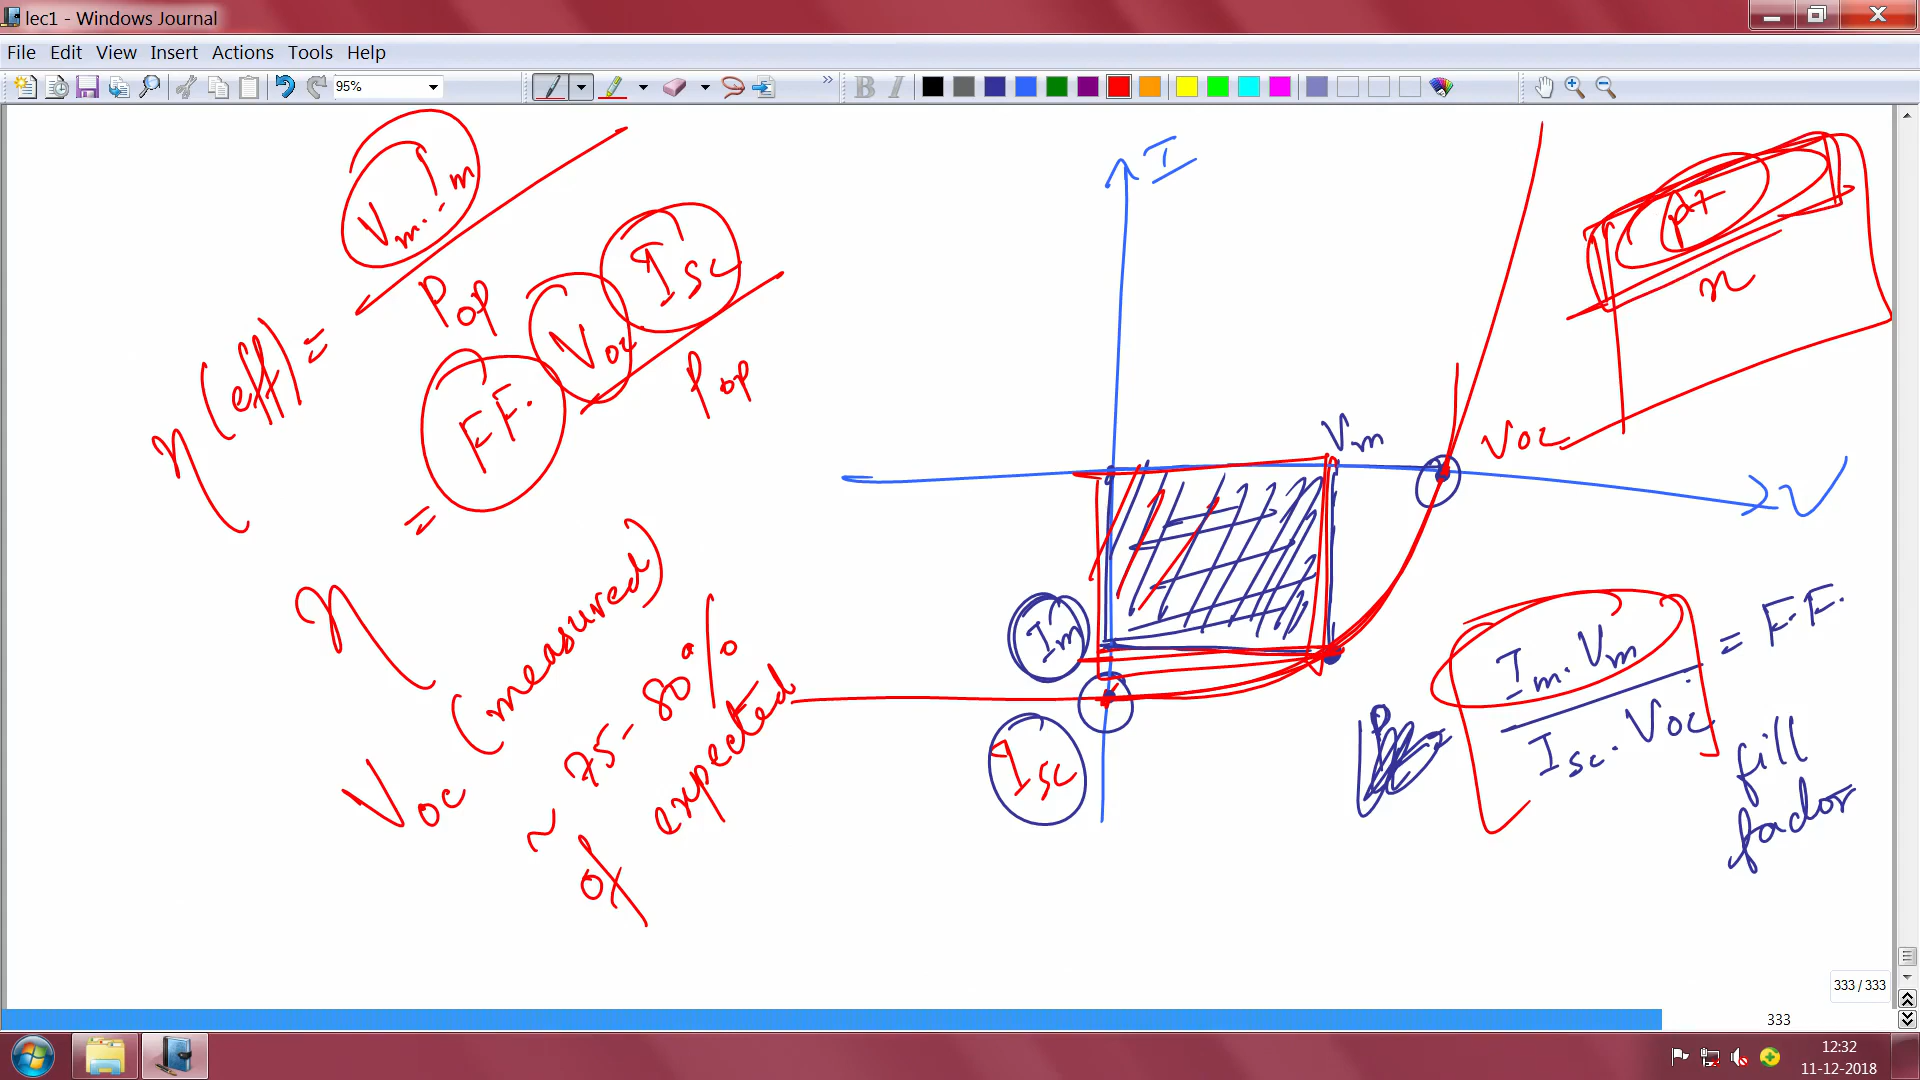 lec1 - Windows Journal
File Edit View Insert Actions Tools Help
95%
B I
η(eff) = Vm.Im
Pop
= FF. Voc Isc
Pop
η
Voc (measured)
~ 75-80%
of expected
I
V
Vm
Voc
Im
Isc
p+
n
Im.Vm = F.F.
Isc.Voc
fill
factor
333 / 333
333
12:32
11-12-2018